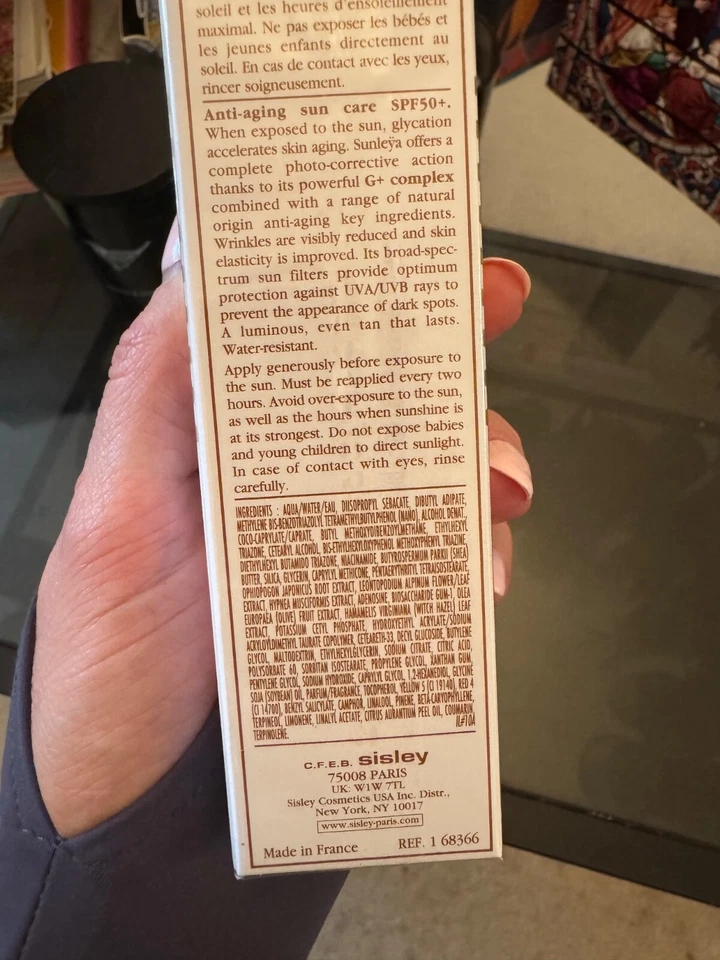 soleil et les heures d'ensoleillement
maximal. Ne pas exposer les bébés et
les jeunes enfants directement au
soleil. En cas de contact avec les yeux,
rincer soigneusement.
Anti-aging sun care SPF50+.
When exposed to the sun, glycation
accelerates skin aging. Sunleÿa offers a
complete photo-corrective action
thanks to its powerful G+ complex
combined with a range of natural
origin anti-aging key ingredients.
Wrinkles are visibly reduced and skin
elasticity is improved. Its broad-spec-
trum sun filters provide optimum
protection against UVA/UVB rays to
prevent the appearance of dark spots.
A luminous, even tan that lasts.
Water-resistant.
Apply generously before exposure to
the sun. Must be reapplied every two
hours. Avoid over-exposure to the sun,
as well as the hours when sunshine is
at its strongest. Do not expose babies
and young children to direct sunlight.
In case of contact with eyes, rinse
carefully.
INGREDIENTS : AQUA/WATER/EAU, DIISOPROPYL SEBACATE, DIBUTYL ADIPATE,
METHYLENE BIS-BENZOTRIAZOLYL TETRAMETHYLBUTYLPHENOL [NANO], ALCOHOL DENAT.,
COCO-CAPRYLATE/CAPRATE, BUTYL METHOXYDIBENZOYLMETHANE, ETHYLHEXYL
TRIAZONE, CETEARYL ALCOHOL, BIS-ETHYLHEXYLOXYPHENOL METHOXYPHENYL TRIAZINE,
DIETHYLHEXYL BUTAMIDO TRIAZONE, NIACINAMIDE, BUTYROSPERMUM PARKII (SHEA)
BUTTER, SILICA, GLYCERIN, CAPRYLYL METHICONE, PENTAERYTHRITYL TETRAISOSTEARATE,
OPHIOPOGON JAPONICUS ROOT EXTRACT, LEONTOPODIUM ALPINUM FLOWER/LEAF
EXTRACT, HYPNEA MUSCIFORMIS EXTRACT, ADENOSINE, BIOSACCHARIDE GUM-1, OLEA
EUROPAEA (OLIVE) FRUIT EXTRACT, HAMAMELIS VIRGINIANA (WITCH HAZEL) LEAF
EXTRACT, POTASSIUM CETYL PHOSPHATE, HYDROXYETHYL ACRYLATE/SODIUM
ACRYLOYLDIMETHYL TAURATE COPOLYMER, CETEARETH-33, DECYL GLUCOSIDE, BUTYLENE
GLYCOL, MALTODEXTRIN, ETHYLHEXYLGLYCERIN, SODIUM CITRATE, CITRIC ACID,
POLYSORBATE 60, SORBITAN ISOSTEARATE, PROPYLENE GLYCOL, XANTHAN GUM,
PENTYLENE GLYCOL, SODIUM HYDROXIDE, CAPRYLYL GLYCOL, 1,2-HEXANEDIOL, GLYCINE
SOJA (SOYBEAN) OIL, PARFUM/FRAGRANCE, TOCOPHEROL, YELLOW 5 (CI 19140), RED 4
(CI 14700), BENZYL SALICYLATE, CAMPHOR, LINALOOL, PINENE, BETA-CARYOPHYLLENE,
TERPINEOL, LIMONENE, LINALYL ACETATE, CITRUS AURANTIUM PEEL OIL, COUMARIN,
TERPINOLENE. IL#10A
C.F.E.B. sisley
75008 PARIS
UK: W1W 7TL
Sisley Cosmetics USA Inc. Distr.,
New York, NY 10017
www.sisley-paris.com
Made in France REF. 1 68366